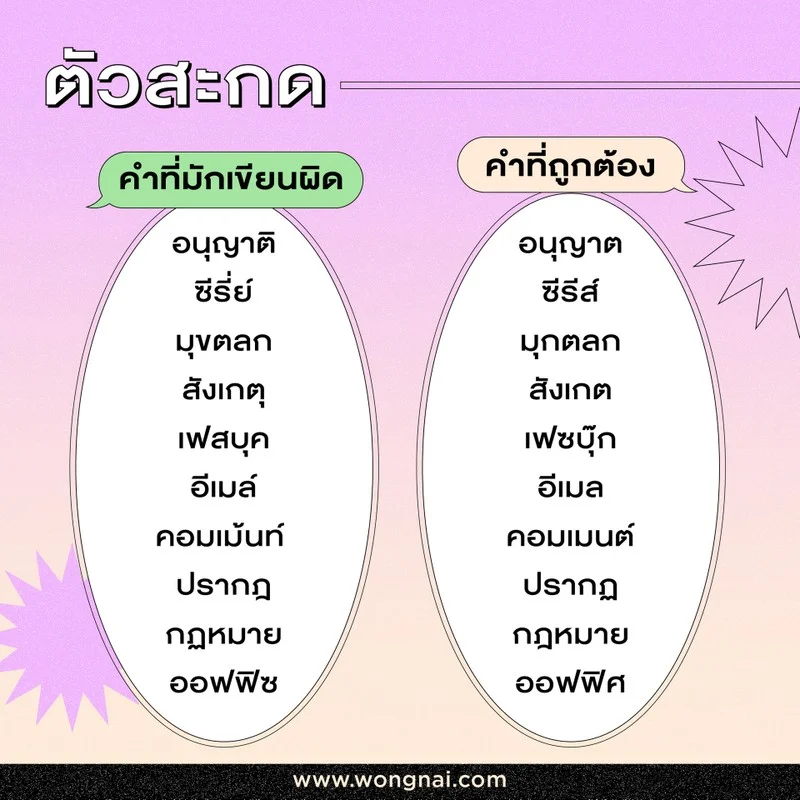 ตัวสะกด
คำที่มักเขียนผิด
อนุญาติ
ซีรี่ย์
มุขตลก
สังเกตุ
เฟสบุค
อีเมล์
คอมเม้นท์
ปรากฎ
กฏหมาย
ออฟฟิซ
คำที่ถูกต้อง
อนุญาต
ซีรีส์
มุกตลก
สังเกต
เฟซบุ๊ก
อีเมล
คอมเมนต์
ปรากฏ
กฎหมาย
ออฟฟิศ
www.wongnai.com